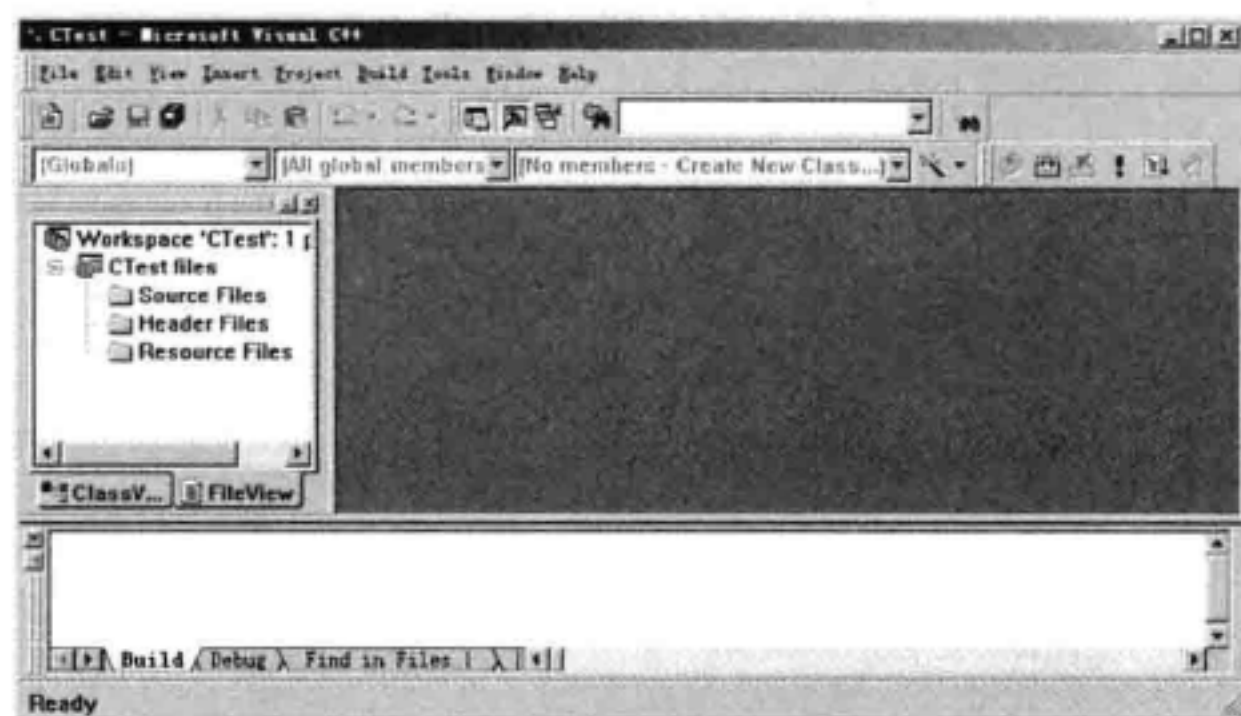 CTest - Microsoft Visual C++
File Edit View Insert Project Build Tools Window Help
(Globals) (All global members (No members - Create New Class...)
Workspace 'CTest': 1 p
CTest files
Source Files
Header Files
Resource Files
ClassV... FileView
Build Debug Find in Files 1
Ready